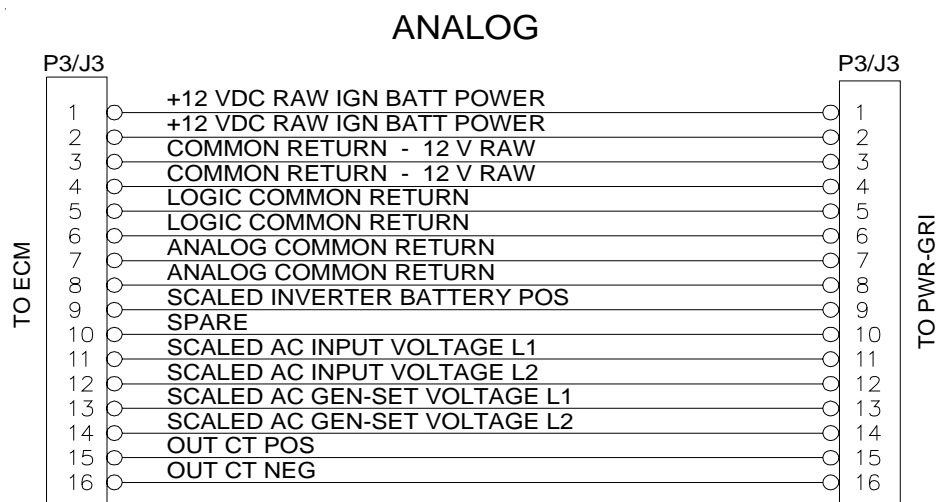 ANALOG
P3/J3 P3/J3
1 +12 VDC RAW IGN BATT POWER 1
2 +12 VDC RAW IGN BATT POWER 2
3 COMMON RETURN - 12 V RAW 3
4 COMMON RETURN - 12 V RAW 4
5 LOGIC COMMON RETURN 5
6 LOGIC COMMON RETURN 6
7 ANALOG COMMON RETURN 7
8 ANALOG COMMON RETURN 8
9 SCALED INVERTER BATTERY POS 9
10 SPARE 10
11 SCALED AC INPUT VOLTAGE L1 11
12 SCALED AC INPUT VOLTAGE L2 12
13 SCALED AC GEN-SET VOLTAGE L1 13
14 SCALED AC GEN-SET VOLTAGE L2 14
15 OUT CT POS 15
16 OUT CT NEG 16
TO ECM
TO PWR-GRI